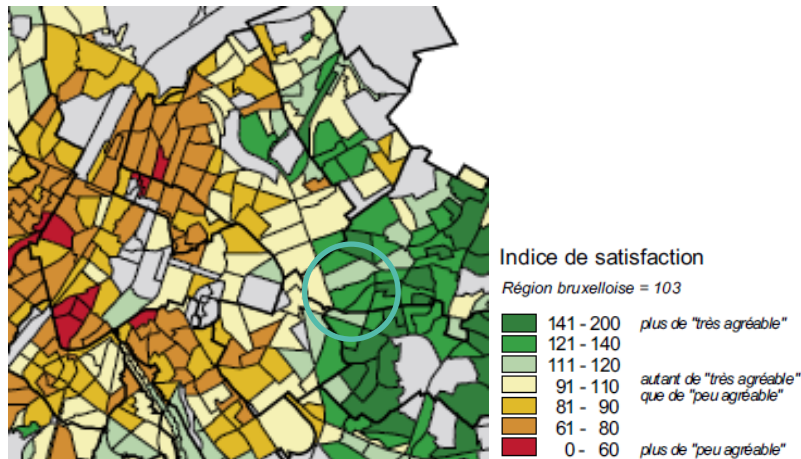 Indice de satisfaction
Région bruxelloise = 103
141 - 200 plus de "très agréable"
121 - 140
111 - 120
91 - 110 autant de "très agréable"
81 - 90 que de "peu agréable"
61 - 80
0 - 60 plus de "peu agréable"